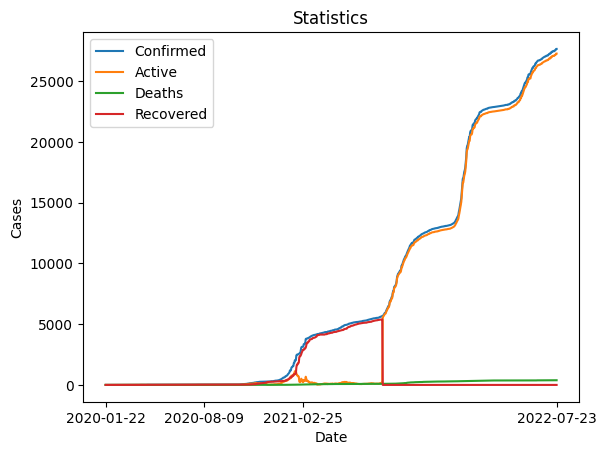 Statistics
Confirmed
Active
Deaths
Recovered
Cases
25000
20000
15000
10000
5000
0
2020-01-22 2020-08-09 2021-02-25 2022-07-23
Date